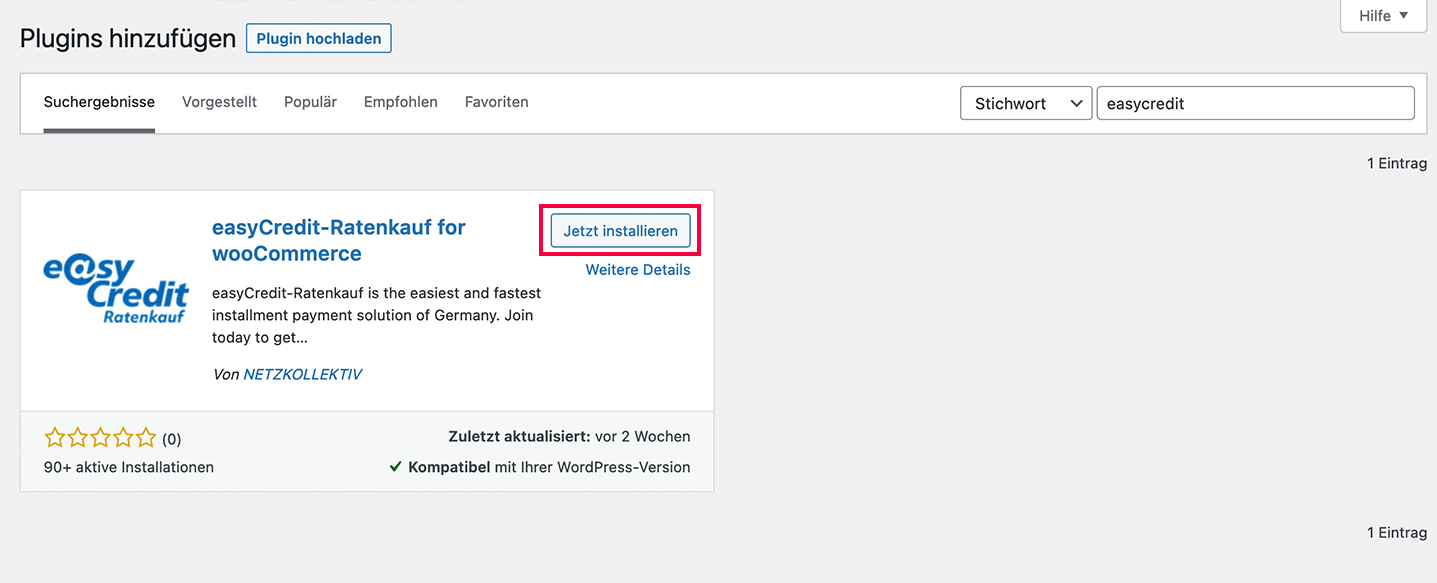 Hilfe ▼
Plugins hinzufügen Plugin hochladen
Suchergebnisse Vorgestellt Populär Empfohlen Favoriten Stichwort easycredit
1 Eintrag
e@sy
Credit
Ratenkauf
easyCredit-Ratenkauf for
wooCommerce
Jetzt installieren
Weitere Details
easyCredit-Ratenkauf is the easiest and fastest
installment payment solution of Germany. Join
today to get...
Von NETZKOLLEKTIV
(0)
90+ aktive Installationen
Zuletzt aktualisiert: vor 2 Wochen
✓ Kompatibel mit Ihrer WordPress-Version
1 Eintrag